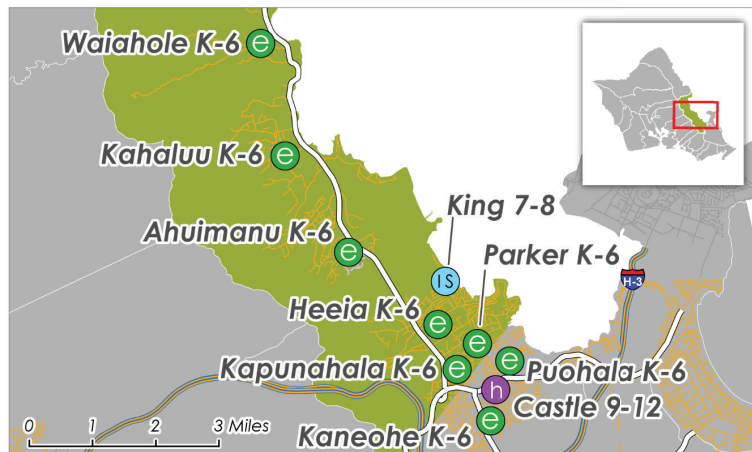 Waiahole K-6
e
Kahaluu K-6
e
Ahuimanu K-6
e
King 7-8
IS
Parker K-6
e
H-3
Heeia K-6
e
Kapunahala K-6
e
e
Puohala K-6
h
Castle 9-12
Kaneohe K-6
e
0 1 2 3 Miles